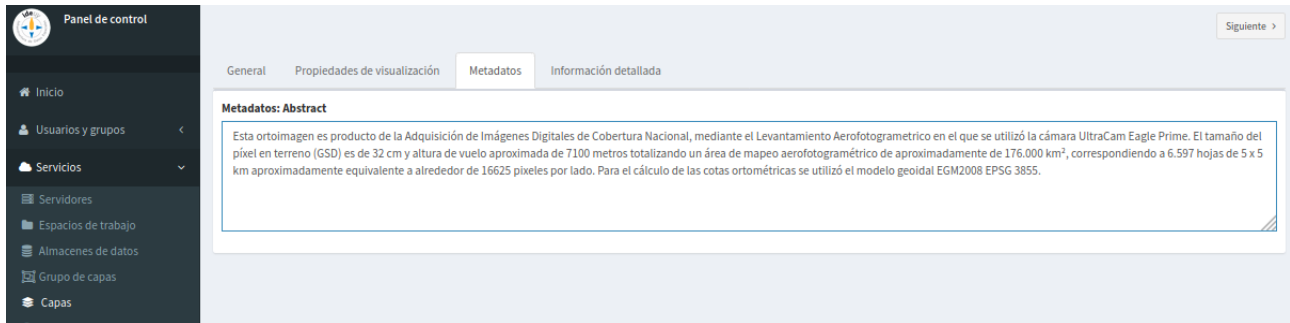 ide
Panel de control
Siguiente >
General Propiedades de visualización Metadatos Información detallada
Inicio
Metadatos: Abstract
Usuarios y grupos
Esta ortoimagen es producto de la Adquisición de Imágenes Digitales de Cobertura Nacional, mediante el Levantamiento Aerofotogrametrico en el que se utilizó la cámara UltraCam Eagle Prime. El tamaño del
píxel en terreno (GSD) es de 32 cm y altura de vuelo aproximada de 7100 metros totalizando un área de mapeo aerofotogramétrico de aproximadamente de 176.000 km², correspondiendo a 6.597 hojas de 5 x 5
km aproximadamente equivalente a alrededor de 16625 pixeles por lado. Para el cálculo de las cotas ortométricas se utilizó el modelo geoidal EGM2008 EPSG 3855.
Servicios
Servidores
Espacios de trabajo
Almacenes de datos
Grupo de capas
Capas